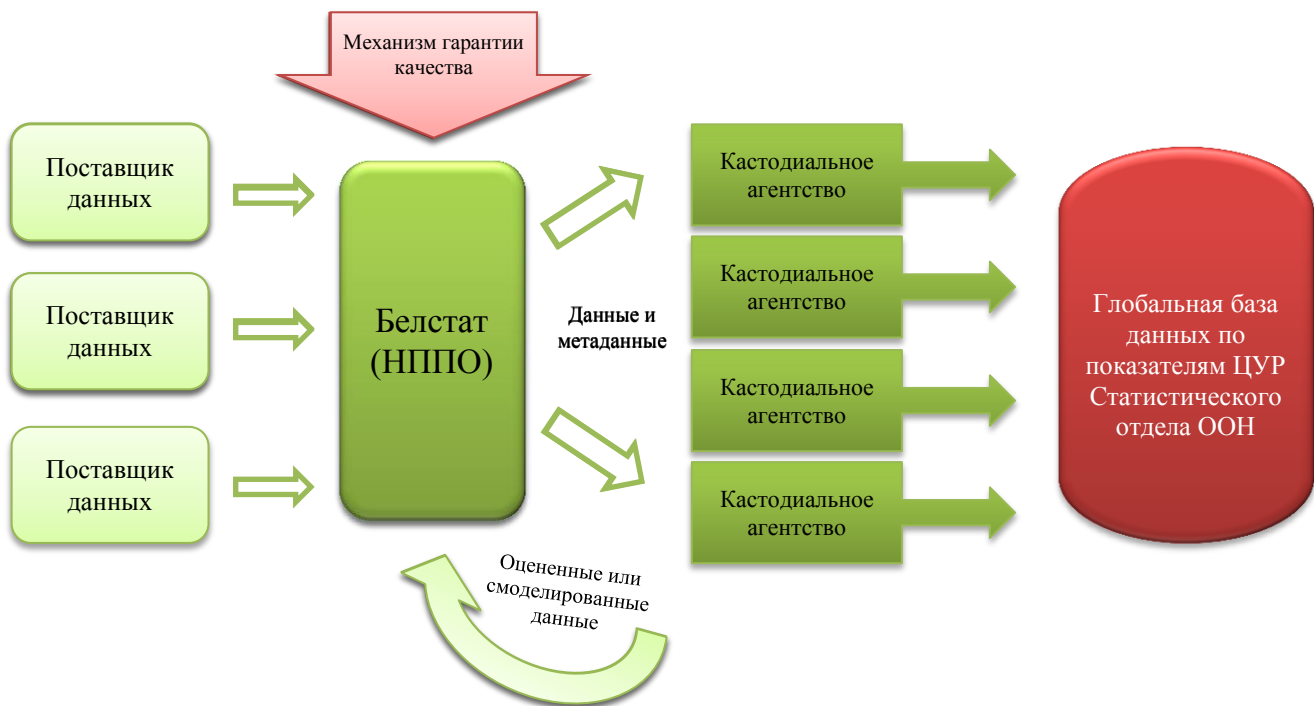 Механизм гарантии
качества
Поставщик
данных
Поставщик
данных
Поставщик
данных
Белстат
(НППО)
Данные и
метаданные
Оцененные или
смоделированные
данные
Кастодиальное
агентство
Кастодиальное
агентство
Кастодиальное
агентство
Кастодиальное
агентство
Глобальная база
данных по
показателям ЦУР
Статистического
отдела ООН